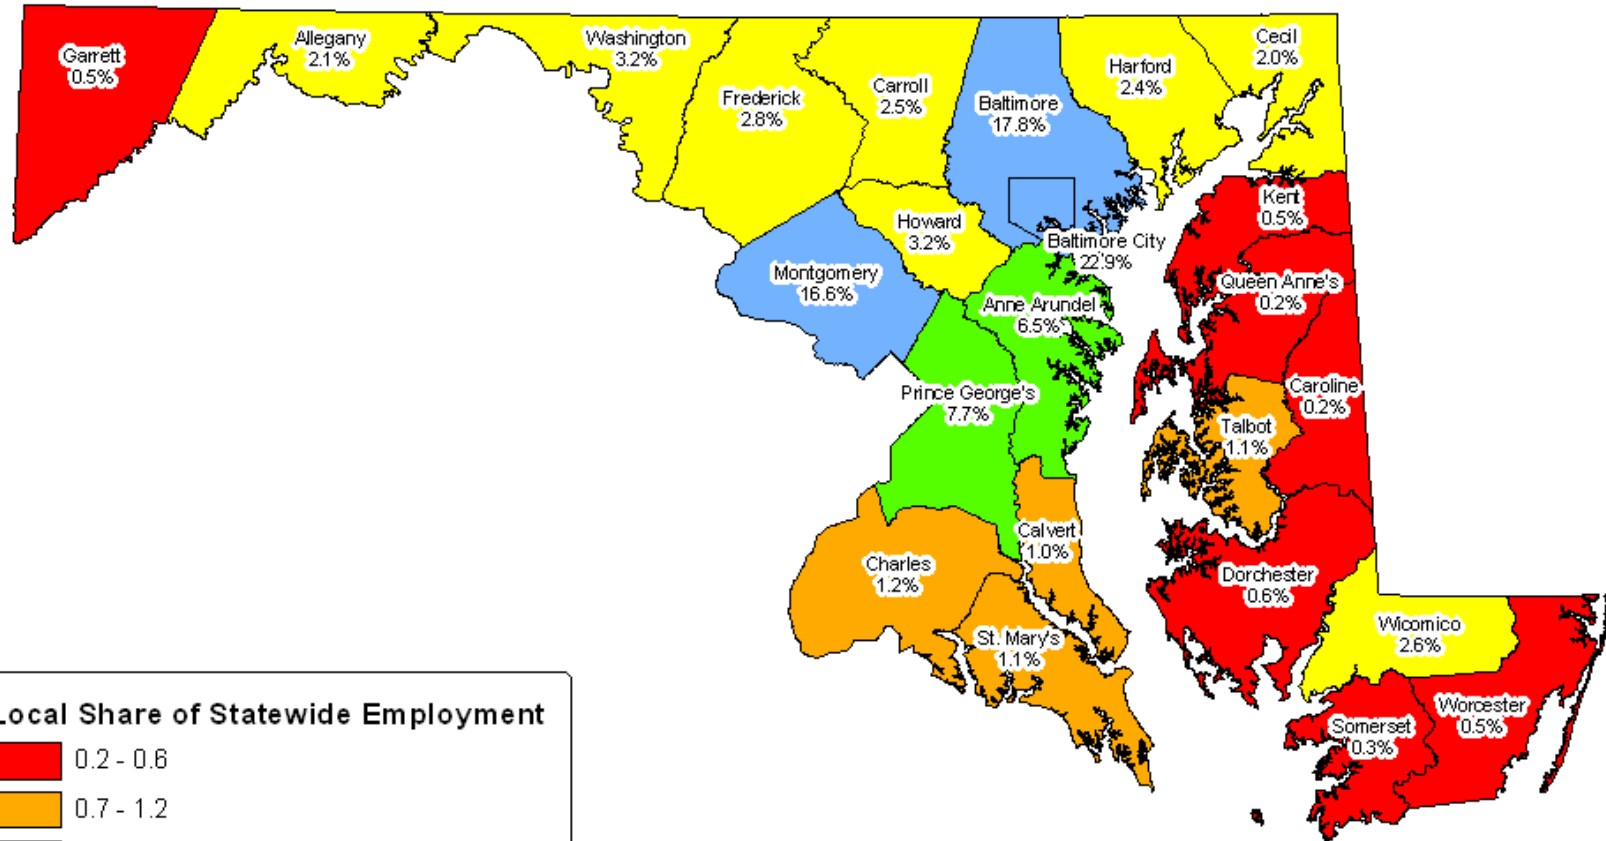 Garrett
0.5%
Allegany
2.1%
Washington
3.2%
Frederick
2.8%
Carroll
2.5%
Baltimore
17.8%
Harford
2.4%
Cecil
2.0%
Howard
3.2%
Montgomery
16.6%
Baltimore City
22.9%
Kent
0.5%
Queen Anne's
0.2%
Anne Arundel
6.5%
Prince George's
7.7%
Caroline
0.2%
Talbot
1.1%
Calvert
1.0%
Charles
1.2%
St. Mary's
1.1%
Dorchester
0.6%
Wicomico
2.6%
Somerset
0.3%
Worcester
0.5%
Local Share of Statewide Employment
0.2 - 0.6
0.7 - 1.2